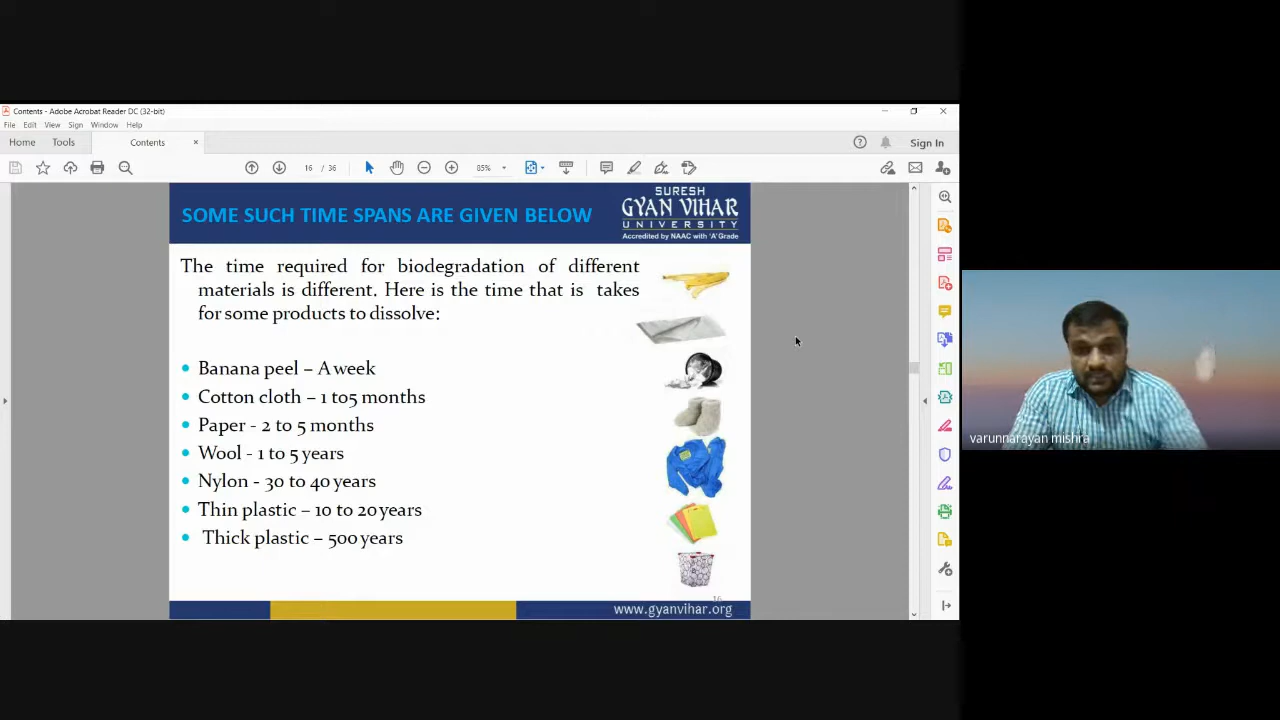 Contents - Adobe Acrobat Reader DC (32-bit)
File Edit View Sign Window Help
Home Tools Contents × Sign In
16 / 36 85%
SOME SUCH TIME SPANS ARE GIVEN BELOW
SURESH
GYAN VIHAR
UNIVERSITY
Accredited by NAAC with 'A' Grade
The time required for biodegradation of different
materials is different. Here is the time that is takes
for some products to dissolve:
• Banana peel – A week
• Cotton cloth – 1 to5 months
• Paper - 2 to 5 months
• Wool - 1 to 5 years
• Nylon - 30 to 40 years
• Thin plastic – 10 to 20 years
• Thick plastic – 500 years
16
www.gyanvihar.org
varunnarayan mishra